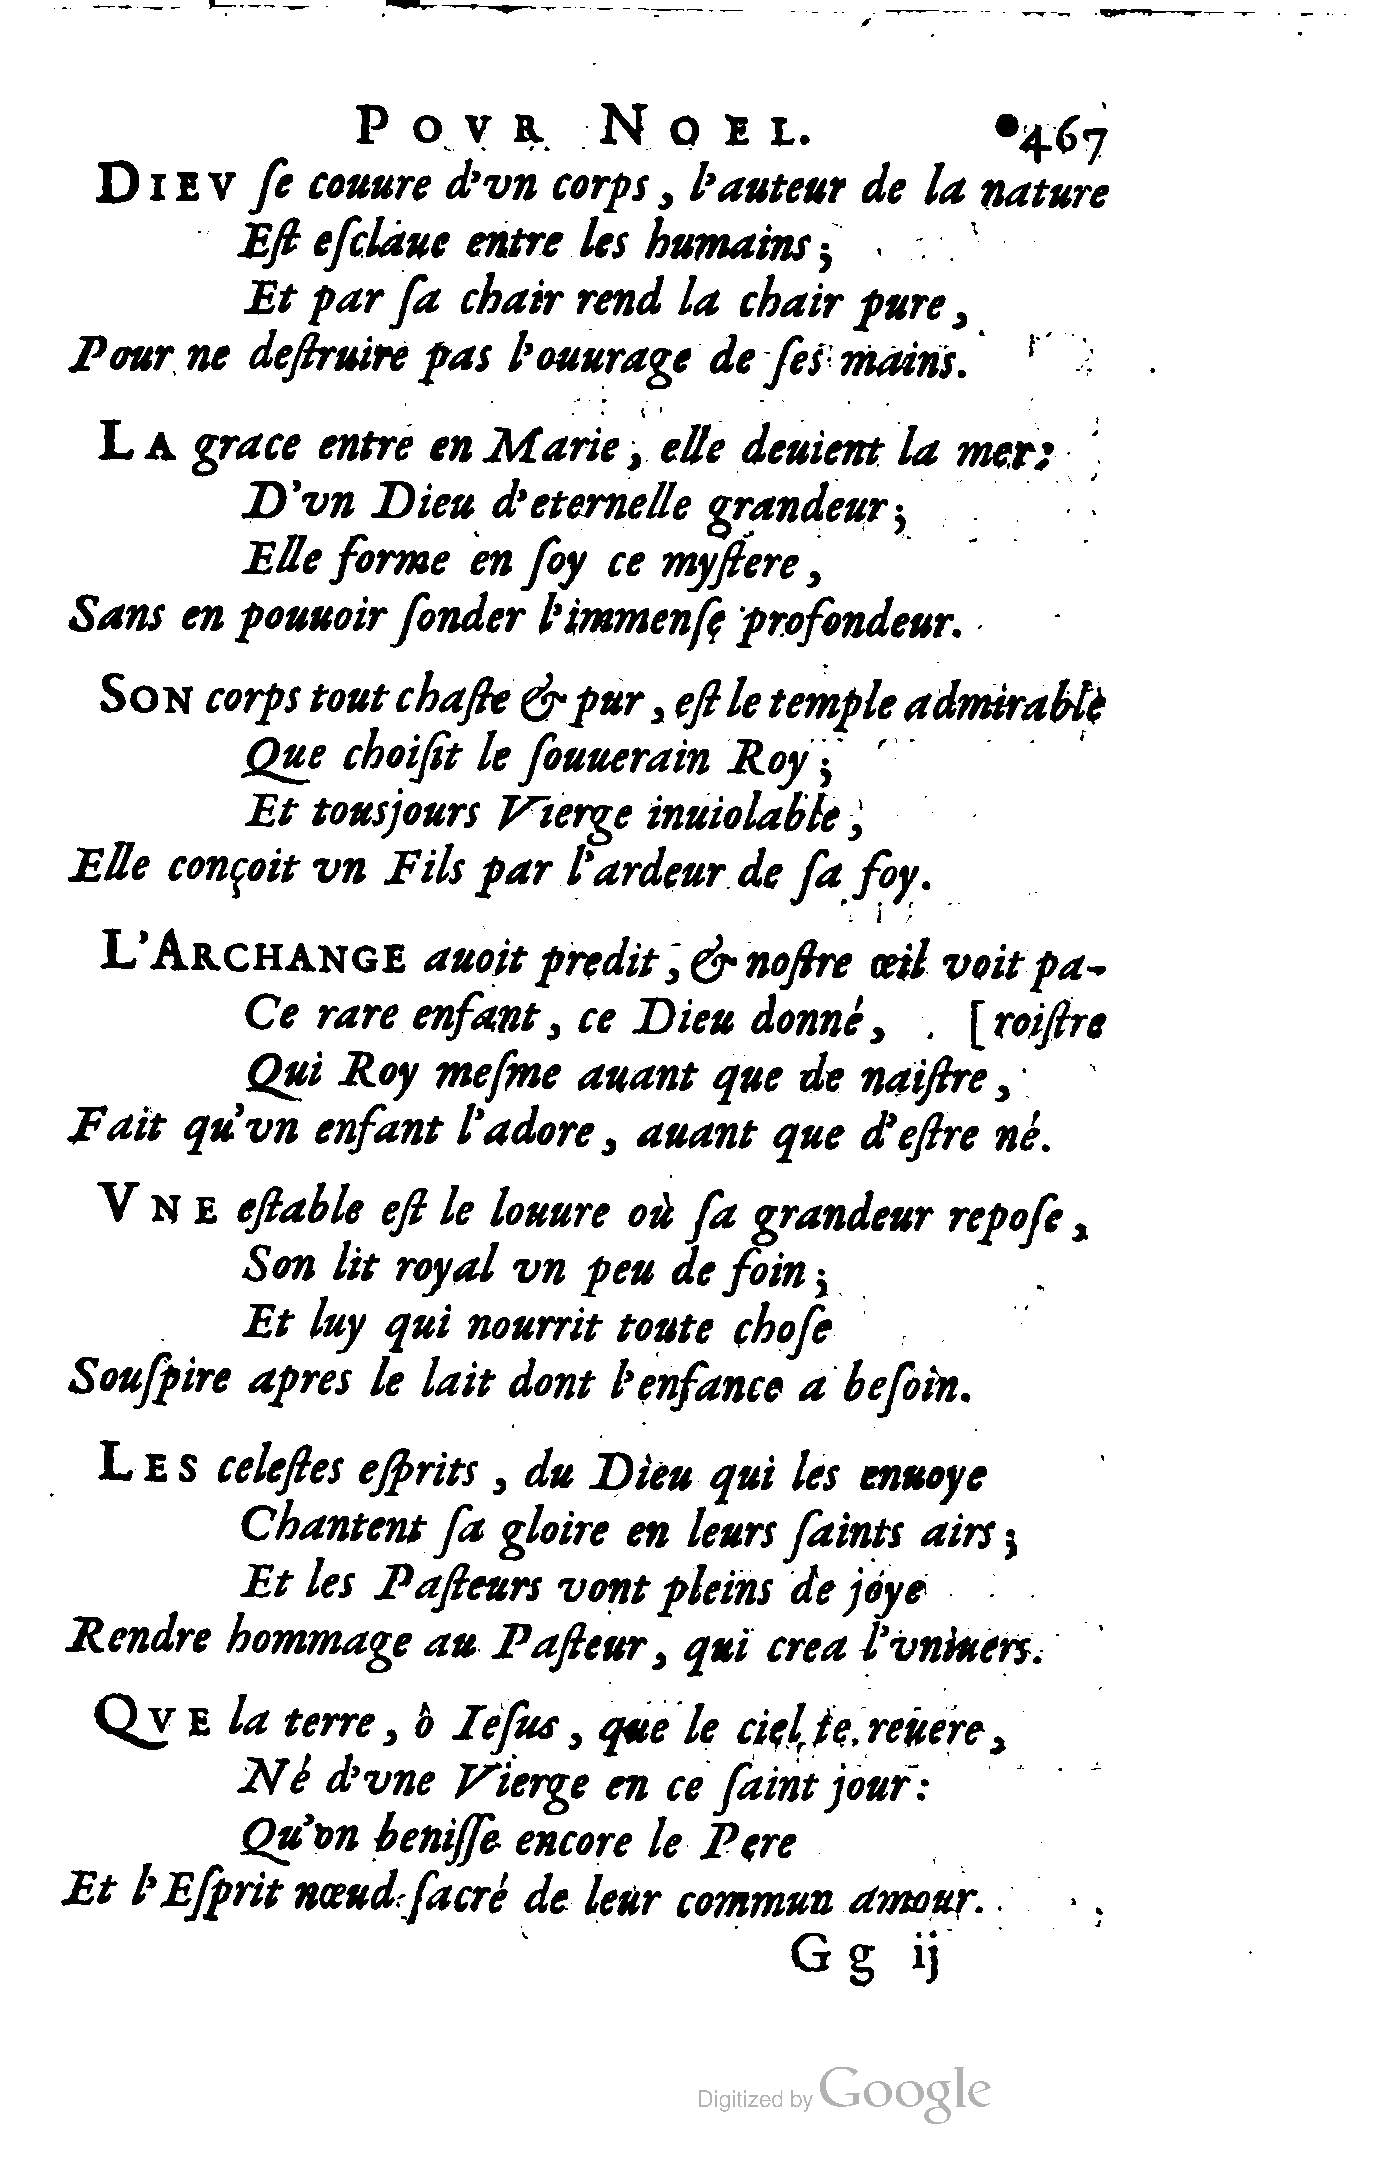 POVR NOEL. 467
DIEV ſe couure d'vn corps, l'auteur de la nature
Eſt eſclaue entre les humains;
Et par ſa chair rend la chair pure,
Pour ne deſtruire pas l'ouurage de ſes mains.
LA grace entre en Marie, elle deuient la mer:
D'vn Dieu d'eternelle grandeur;
Elle forme en ſoy ce myſtere,
Sans en pouuoir ſonder l'immenſe profondeur.
SON corps tout chaſte & pur, eſt le temple admirable
Que choiſit le ſouuerain Roy;
Et tousjours Vierge inuiolable,
Elle conçoit vn Fils par l'ardeur de ſa foy.
L'ARCHANGE auoit predit, & noſtre œil voit pa-
Ce rare enfant, ce Dieu donné, [roiſtre
Qui Roy meſme auant que de naiſtre,
Fait qu'vn enfant l'adore, auant que d'eſtre né.
VNE eſtable eſt le louure où ſa grandeur repoſe,
Son lit royal vn peu de foin;
Et luy qui nourrit toute choſe
Souſpire apres le lait dont l'enfance a beſoin.
LES celeſtes eſprits, du Dieu qui les enuoye
Chantent ſa gloire en leurs ſaints airs;
Et les Paſteurs vont pleins de joye
Rendre hommage au Paſteur, qui crea l'vniuers.
QVE la terre, ô Ieſus, que le ciel te reuere,
Né d'vne Vierge en ce ſaint jour:
Qu'on beniſſe encore le Pere
Et l'Eſprit nœud ſacré de leur commun amour.
Gg ij
Digitized by Google